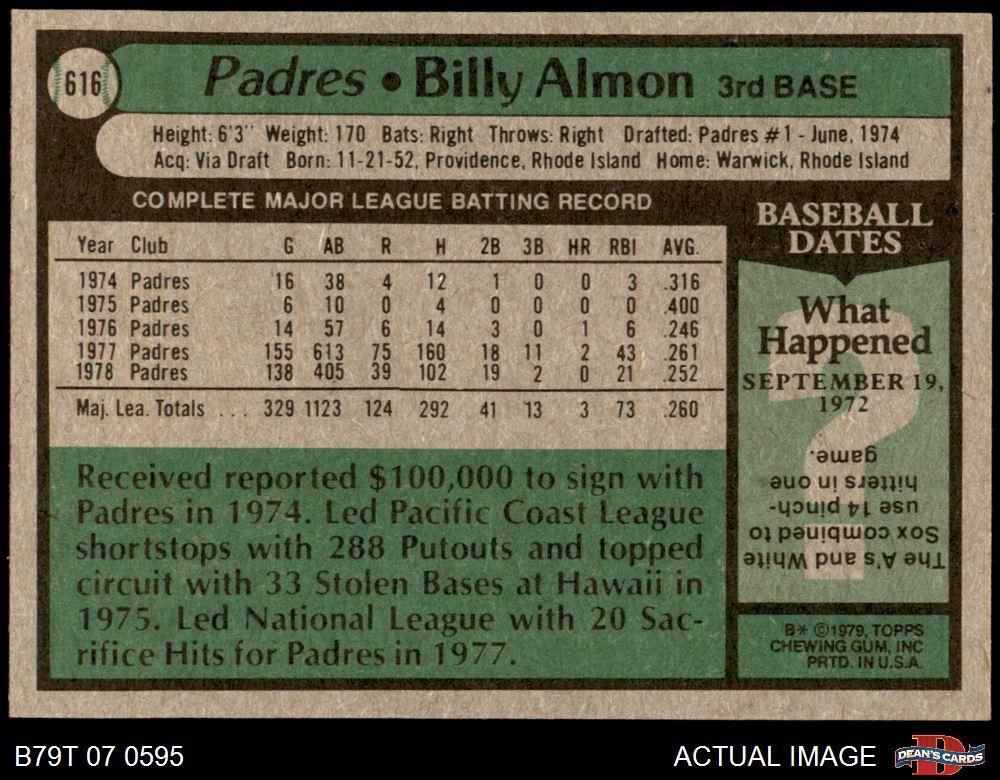 616
Padres • Billy Almon 3rd BASE
Height: 6'3" Weight: 170 Bats: Right Throws: Right Drafted: Padres #1 - June, 1974
Acq: Via Draft Born: 11-21-52, Providence, Rhode Island Home: Warwick, Rhode Island
COMPLETE MAJOR LEAGUE BATTING RECORD
Year Club G AB R H 2B 3B HR RBI AVG.
1974 Padres 16 38 4 12 1 0 0 3 .316
1975 Padres 6 10 0 4 0 0 0 0 .400
1976 Padres 14 57 6 14 3 0 1 6 .246
1977 Padres 155 613 75 160 18 11 2 43 .261
1978 Padres 138 405 39 102 19 2 0 21 .252
Maj. Lea. Totals ... 329 1123 124 292 41 13 3 73 .260
Received reported $100,000 to sign with
Padres in 1974. Led Pacific Coast League
shortstops with 288 Putouts and topped
circuit with 33 Stolen Bases at Hawaii in
1975. Led National League with 20 Sac-
rifice Hits for Padres in 1977.
BASEBALL
DATES
What
Happened
SEPTEMBER 19,
1972
?
The A's and White
Sox combined to
use 14 pinch-
hitters in one
game.
B* ©1979, TOPPS
CHEWING GUM, INC
PRTD. IN U.S.A.
B79T 07 0595
ACTUAL IMAGE
D
DEAN'S CARDS